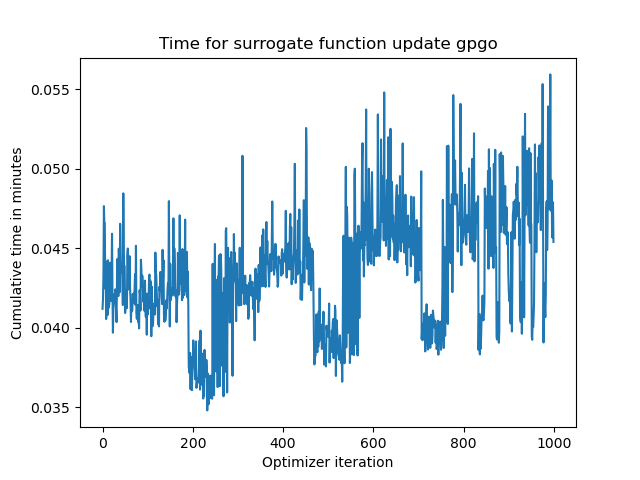 Time for surrogate function update gpgo
Cumulative time in minutes
0.055
0.050
0.045
0.040
0.035
0 200 400 600 800 1000
Optimizer iteration